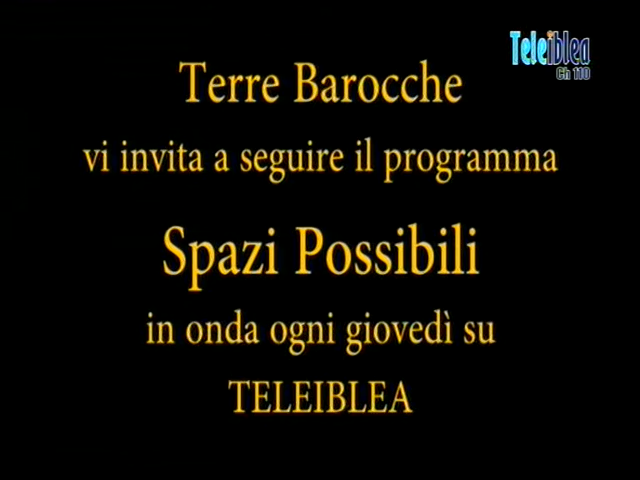 Teleiblea
Ch 110
Terre Barocche
vi invita a seguire il programma
Spazi Possibili
in onda ogni giovedì su
TELEIBLEA